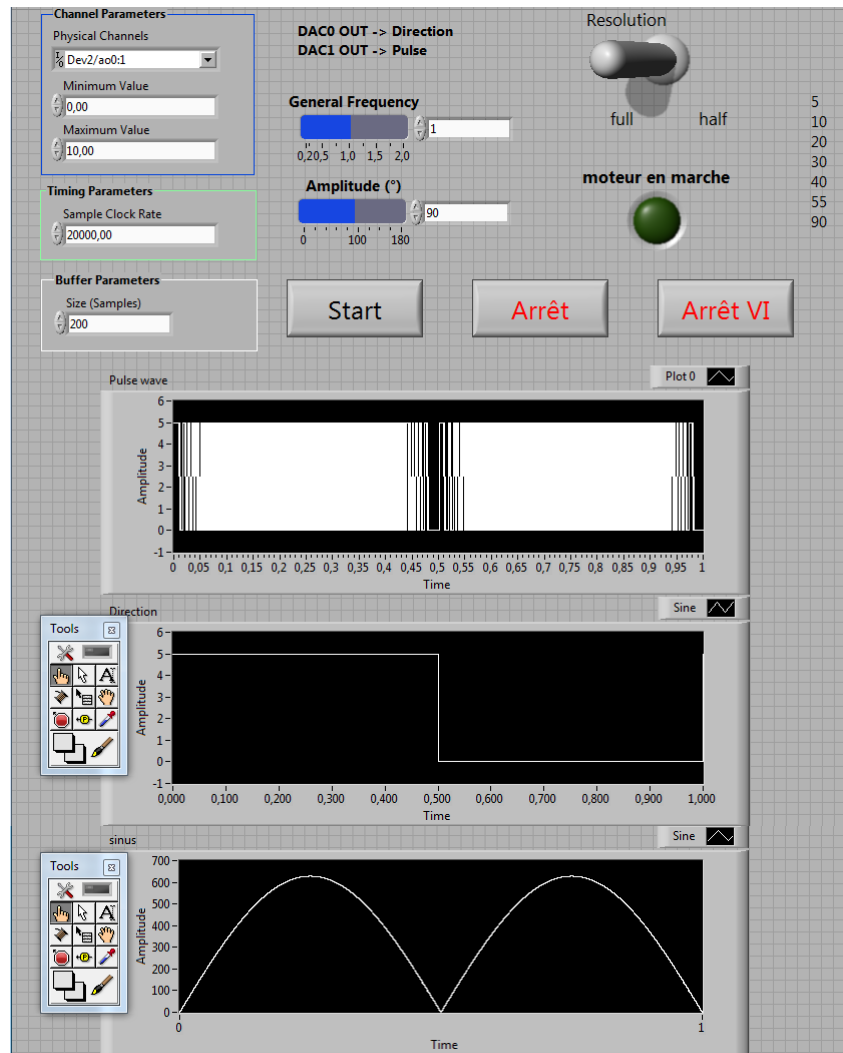 Channel Parameters
Physical Channels
I/O Dev2/ao0:1
Minimum Value
0,00
Maximum Value
10,00
DAC0 OUT -> Direction
DAC1 OUT -> Pulse
General Frequency
1
0,2 0,5 1,0 1,5 2,0
Amplitude (°)
90
0 100 180
Resolution
full half
moteur en marche
5
10
20
30
40
55
90
Timing Parameters
Sample Clock Rate
20000,00
Buffer Parameters
Size (Samples)
200
Start
Arrêt
Arrêt VI
Pulse wave
Plot 0
Amplitude
6
5
4
3
2
1
0
-1
0 0,05 0,1 0,15 0,2 0,25 0,3 0,35 0,4 0,45 0,5 0,55 0,6 0,65 0,7 0,75 0,8 0,85 0,9 0,95 1
Time
Direction
Sine
Tools
A
P
Amplitude
6
5
4
3
2
1
0
-1
0,000 0,100 0,200 0,300 0,400 0,500 0,600 0,700 0,800 0,900 1,000
Time
sinus
Sine
Tools
A
P
Amplitude
700
600
500
400
300
200
100
0
0 1
Time